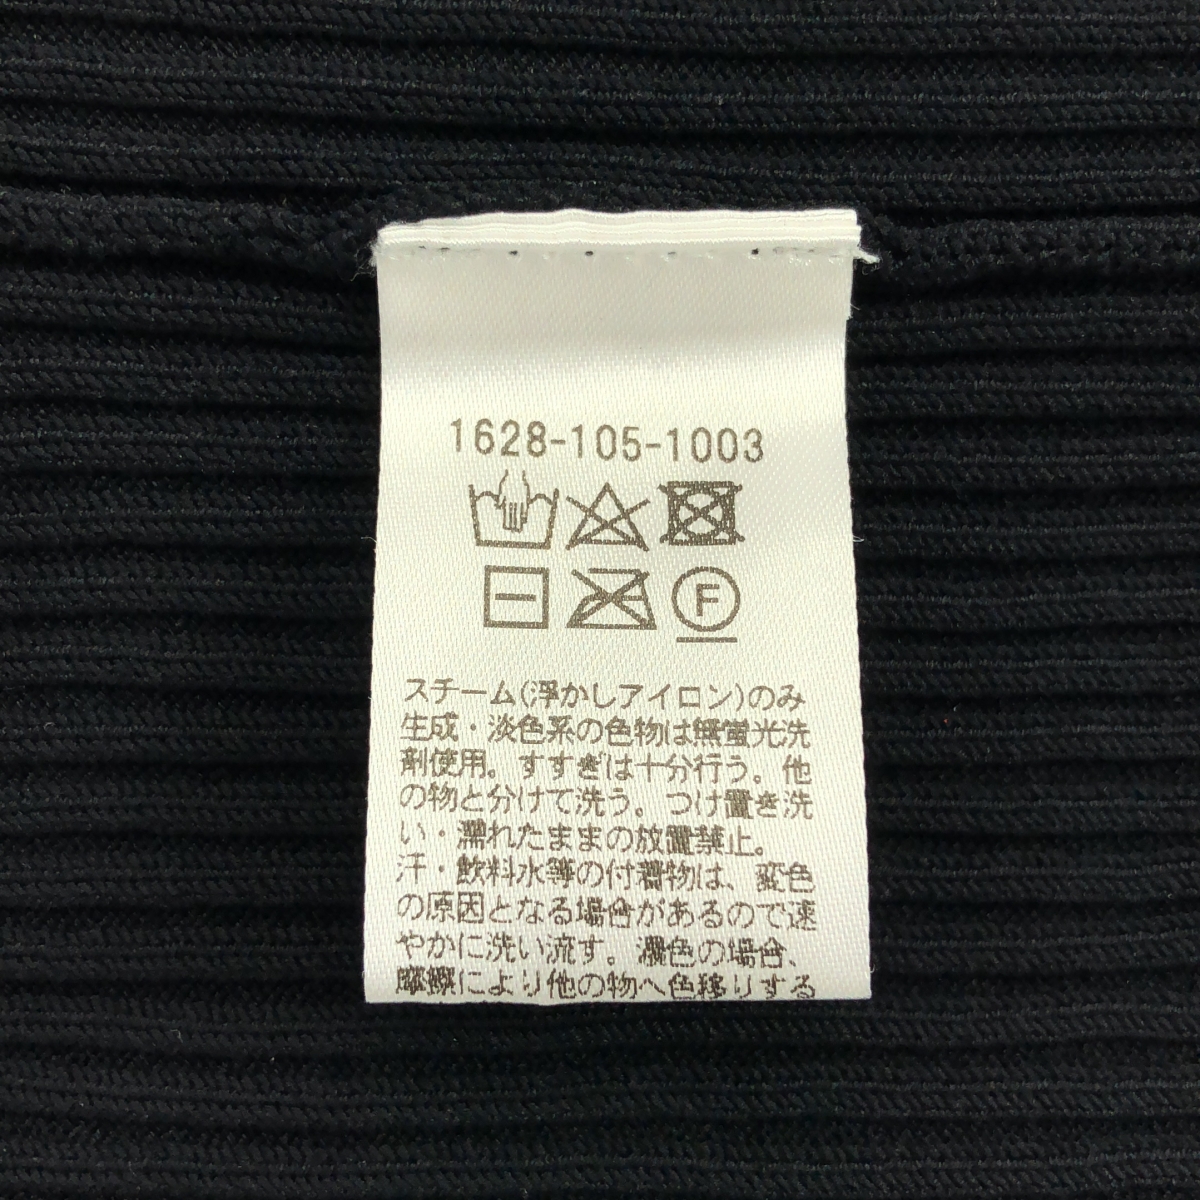 1628-105-1003
F
スチーム(浮かしアイロン)のみ
生成・淡色系の色物は無蛍光洗
剤使用。すすぎは十分行う。他
の物と分けて洗う。つけ置き洗
い・濡れたままの放置禁止。
汗・飲料水等の付着物は、変色
の原因となる場合があるので速
やかに洗い流す。濃色の場合、
摩擦により他の物へ色移りする